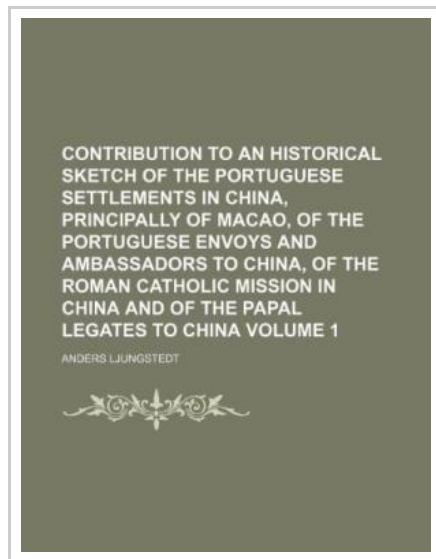 CONTRIBUTION TO AN HISTORICAL
SKETCH OF THE PORTUGUESE
SETTLEMENTS IN CHINA,
PRINCIPALLY OF MACAO, OF THE
PORTUGUESE ENVOYS AND
AMBASSADORS TO CHINA, OF THE
ROMAN CATHOLIC MISSION IN
CHINA AND OF THE PAPAL
LEGATES TO CHINA VOLUME 1
ANDERS LJUNGSTEDT